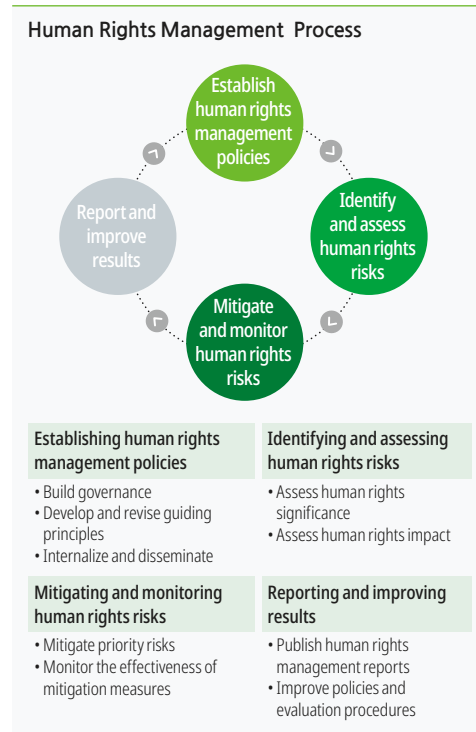 Human Rights Management Process
Establish
human rights
management
policies
Identify
and assess
human rights
risks
Mitigate
and monitor
human rights
risks
Report and
improve
results
Establishing human rights
management policies
• Build governance
• Develop and revise guiding
principles
• Internalize and disseminate
Identifying and assessing
human rights risks
• Assess human rights
significance
• Assess human rights impact
Mitigating and monitoring
human rights risks
• Mitigate priority risks
• Monitor the effectiveness of
mitigation measures
Reporting and improving
results
• Publish human rights
management reports
• Improve policies and
evaluation procedures